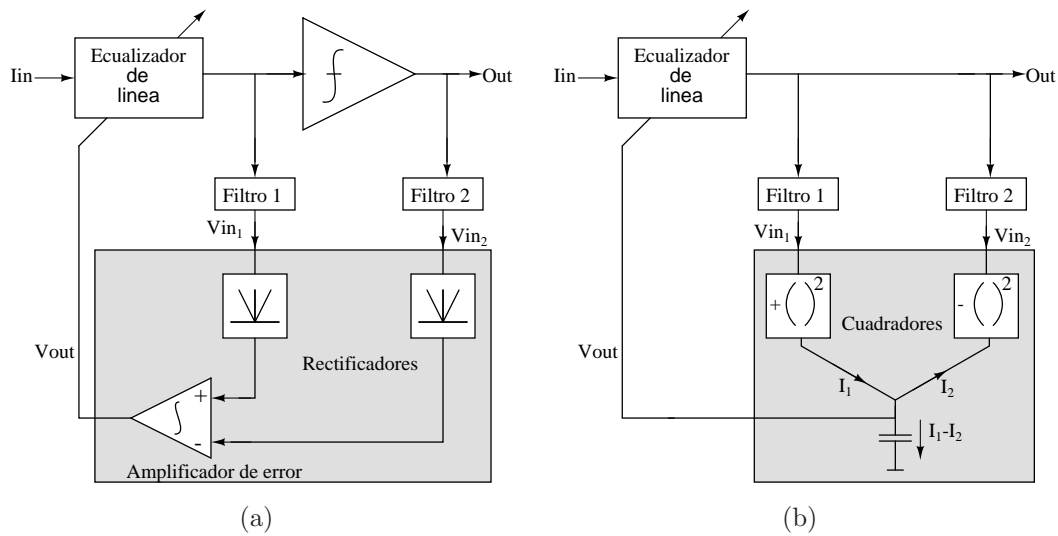 Ecualizador
de
linea
Iin
Out
Filtro 1
Filtro 2
Vin1
Vin2
Rectificadores
Vout
+
-
Amplificador de error
(a)
Ecualizador
de
linea
Iin
Out
Filtro 1
Filtro 2
Vin1
Vin2
+ ( )2
- ( )2
Cuadradores
Vout
I1
I2
I1-I2
(b)